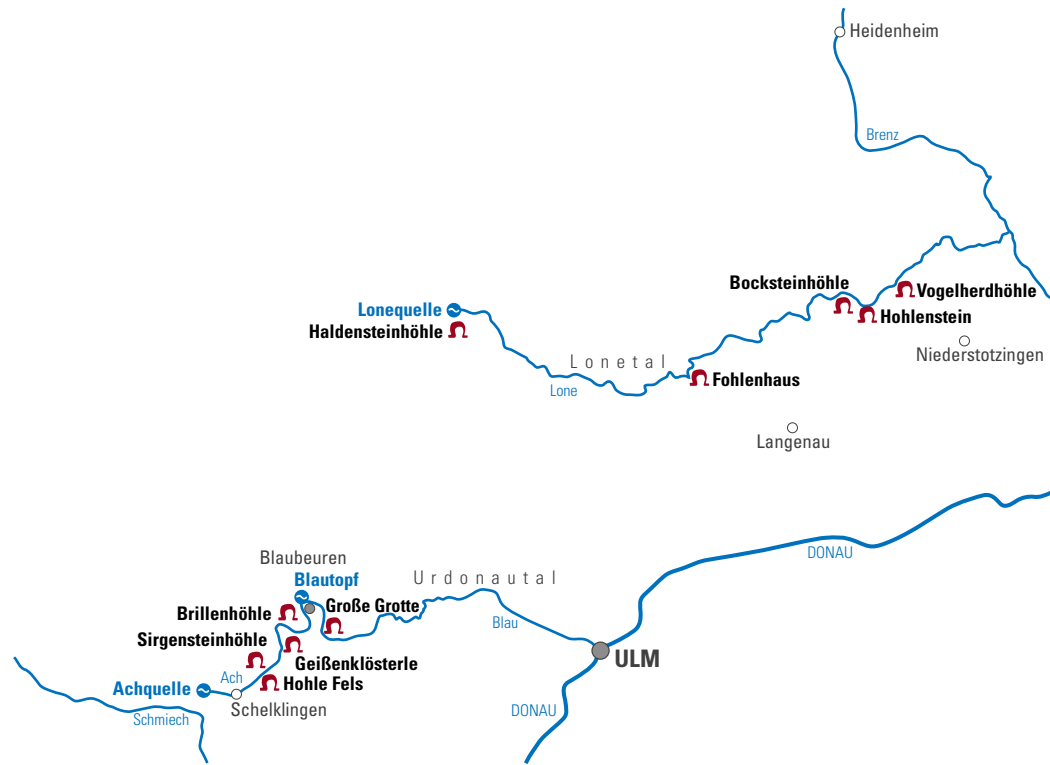 Heidenheim
Brenz
Bocksteinhöhle
Vogelherdhöhle
Lonequelle
Hohlenstein
Haldensteinhöhle
Niederstotzingen
Lonetal
Fohlenhaus
Lone
Langenau
DONAU
Blaubeuren
Blautopf
Urdonautal
Große Grotte
Brillenhöhle
Blau
Sirgensteinhöhle
ULM
Geißenklösterle
Ach
Hohle Fels
Achquelle
Schelklingen
DONAU
Schmiech